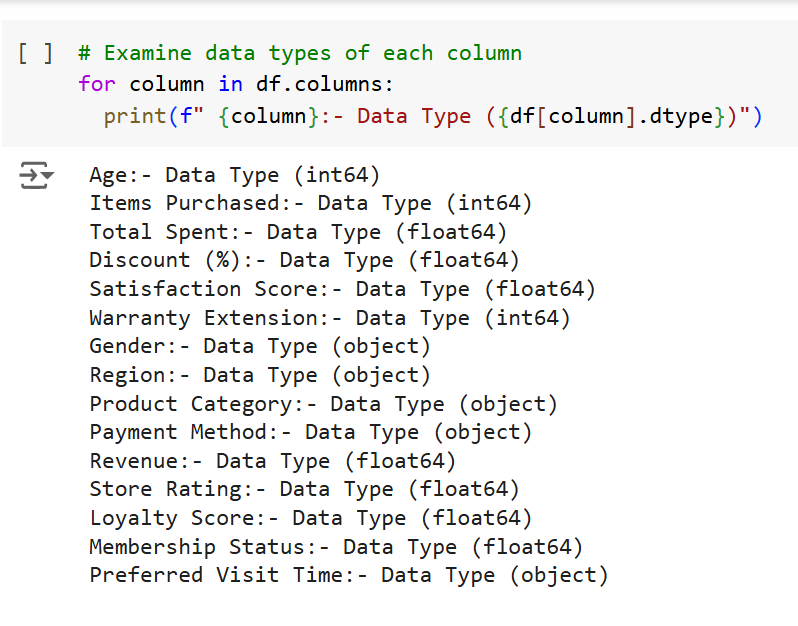 [ ] # Examine data types of each column
for column in df.columns:
print(f" {column}:- Data Type ({df[column].dtype})")
Age:- Data Type (int64)
Items Purchased:- Data Type (int64)
Total Spent:- Data Type (float64)
Discount (%):- Data Type (float64)
Satisfaction Score:- Data Type (float64)
Warranty Extension:- Data Type (int64)
Gender:- Data Type (object)
Region:- Data Type (object)
Product Category:- Data Type (object)
Payment Method:- Data Type (object)
Revenue:- Data Type (float64)
Store Rating:- Data Type (float64)
Loyalty Score:- Data Type (float64)
Membership Status:- Data Type (float64)
Preferred Visit Time:- Data Type (object)